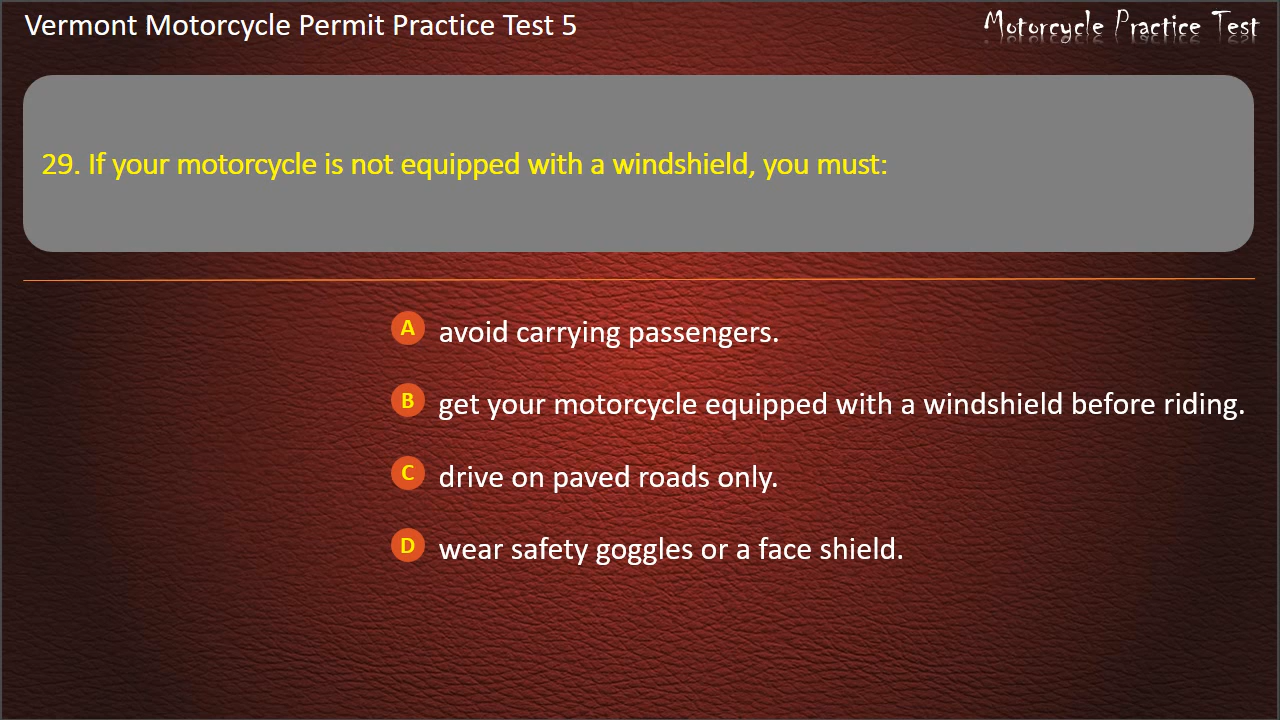 Vermont Motorcycle Permit Practice Test 5
Motorcycle Practice Test
29. If your motorcycle is not equipped with a windshield, you must:
A avoid carrying passengers.
B get your motorcycle equipped with a windshield before riding.
C drive on paved roads only.
D wear safety goggles or a face shield.